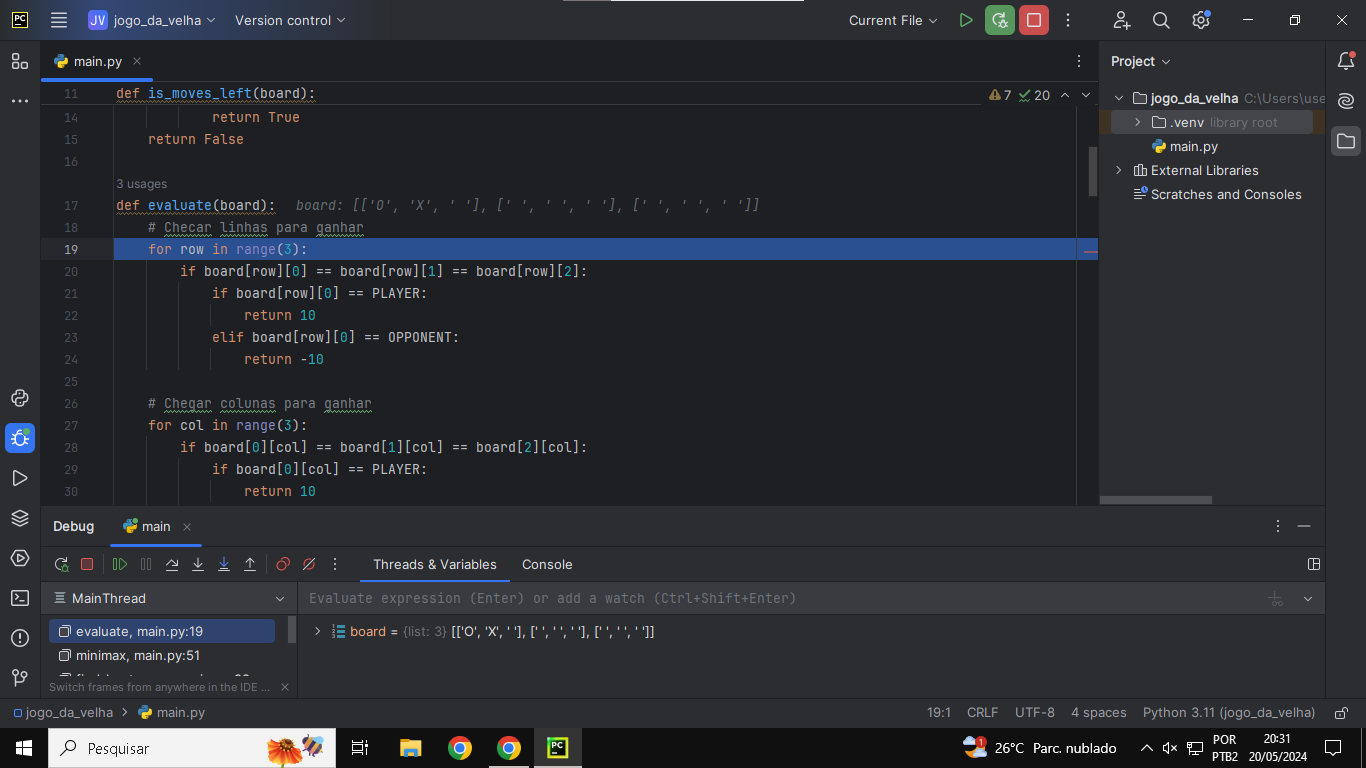 PC
JV jogo_da_velha Version control Current File
main.py
Project
11 def is_moves_left(board):
7 20
14 return True
15 return False
16
3 usages
17 def evaluate(board): board: [['O', 'X', ' '], [' ', ' ', ' '], [' ', ' ', ' ']]
18 # Checar linhas para ganhar
19 for row in range(3):
20 if board[row][0] == board[row][1] == board[row][2]:
21 if board[row][0] == PLAYER:
22 return 10
23 elif board[row][0] == OPPONENT:
24 return -10
25
26 # Chegar colunas para ganhar
27 for col in range(3):
28 if board[0][col] == board[1][col] == board[2][col]:
29 if board[0][col] == PLAYER:
30 return 10
jogo_da_velha C:\Users\use
.venv library root
main.py
External Libraries
Scratches and Consoles
Debug main
Threads & Variables Console
MainThread
Evaluate expression (Enter) or add a watch (Ctrl+Shift+Enter)
evaluate, main.py:19
minimax, main.py:51
board = {list: 3} [['O', 'X', ' '], [' ', ' ', ' '], [' ', ' ', ' ']]
Switch frames from anywhere in the IDE ...
jogo_da_velha > main.py
19:1 CRLF UTF-8 4 spaces Python 3.11 (jogo_da_velha)
Pesquisar
PC
1
26°C Parc. nublado
POR
PTB2
20:31
20/05/2024